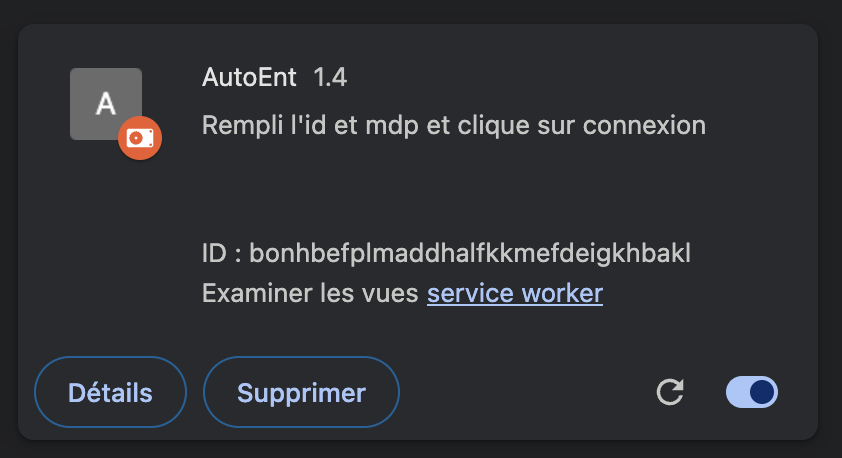 A
AutoEnt 1.4
Rempli l'id et mdp et clique sur connexion
ID : bonhbefplmaddhalfkkmefdeigkhbakl
Examiner les vues service worker
Détails
Supprimer